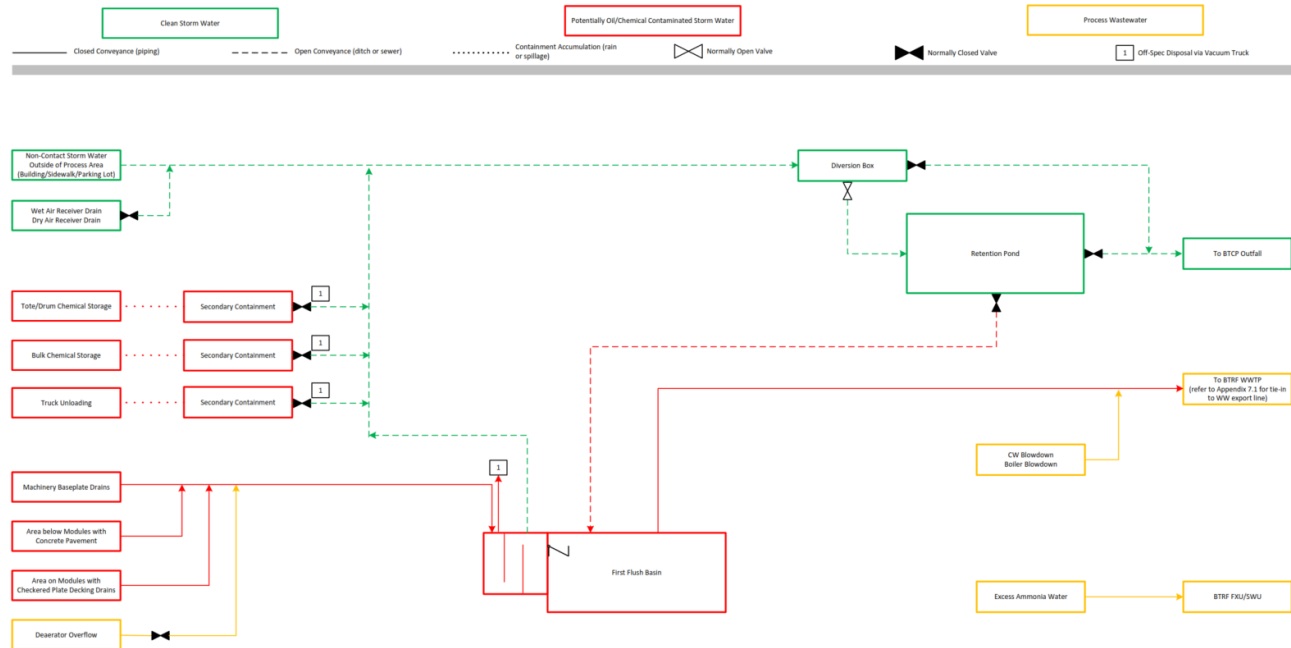 Clean Storm Water
Potentially Oil/Chemical Contaminated Storm Water
Process Wastewater
Closed Conveyance (piping)
Open Conveyance (ditch or sewer)
Containment Accumulation (rain
or spillage)
Normally Open Valve
Normally Closed Valve
1
Off-Spec Disposal via Vacuum Truck
Non-Contact Storm Water
Outside of Process Area
(Building/Sidewalk/Parking Lot)
Diversion Box
Wet Air Receiver Drain
Dry Air Receiver Drain
Retention Pond
To BTCP Outfall
Tote/Drum Chemical Storage
Secondary Containment
1
Bulk Chemical Storage
Secondary Containment
1
Truck Unloading
Secondary Containment
1
To BTRF WWTP
(refer to Appendix 7.1 for tie-in
to WW export line)
CW Blowdown
Boiler Blowdown
Machinery Baseplate Drains
1
Area below Modules with
Concrete Pavement
Area on Modules with
Checkered Plate Decking Drains
First Flush Basin
Excess Ammonia Water
BTRF FXU/SWU
Deaerator Overflow